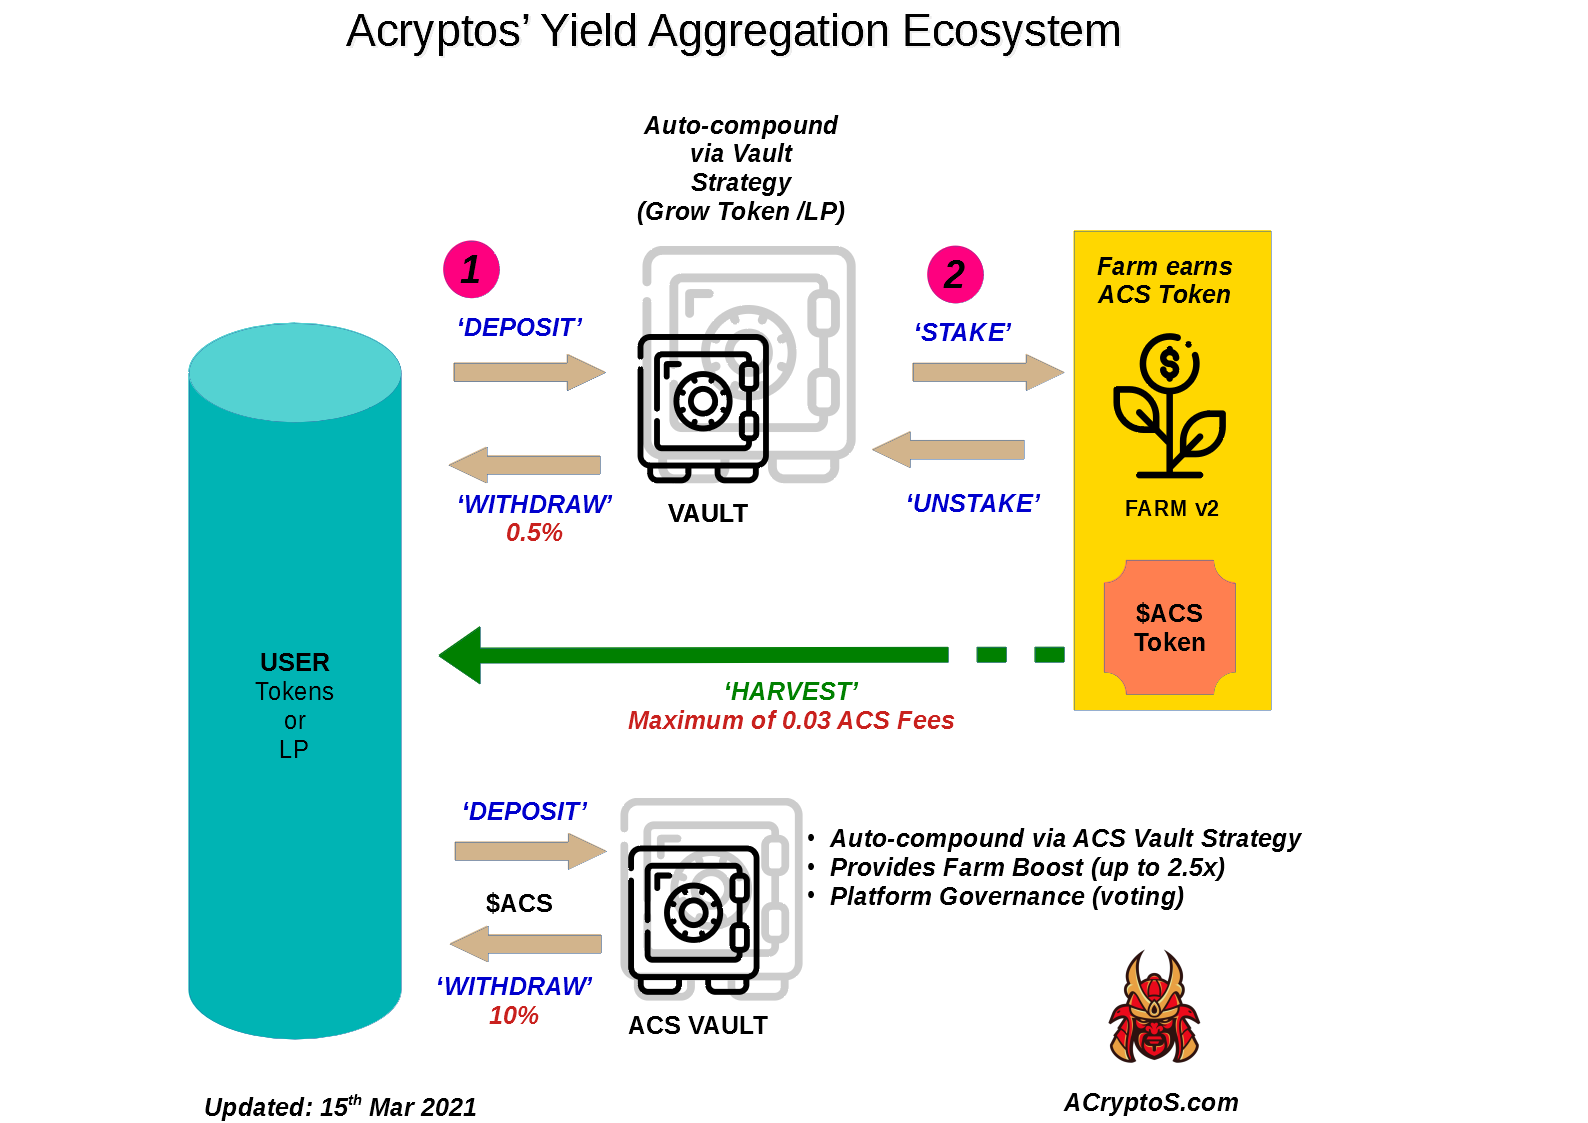 Acryptos’ Yield Aggregation Ecosystem
Auto-compound
via Vault
Strategy
(Grow Token /LP)
1
‘DEPOSIT’
2
‘STAKE’
Farm earns
ACS Token
$
‘WITHDRAW’
0.5%
VAULT
‘UNSTAKE’
FARM v2
$ACS
Token
USER
Tokens
or
LP
‘HARVEST’
Maximum of 0.03 ACS Fees
‘DEPOSIT’
$ACS
‘WITHDRAW’
10%
ACS VAULT
• Auto-compound via ACS Vault Strategy
• Provides Farm Boost (up to 2.5x)
• Platform Governance (voting)
Updated: 15th Mar 2021
ACryptoS.com